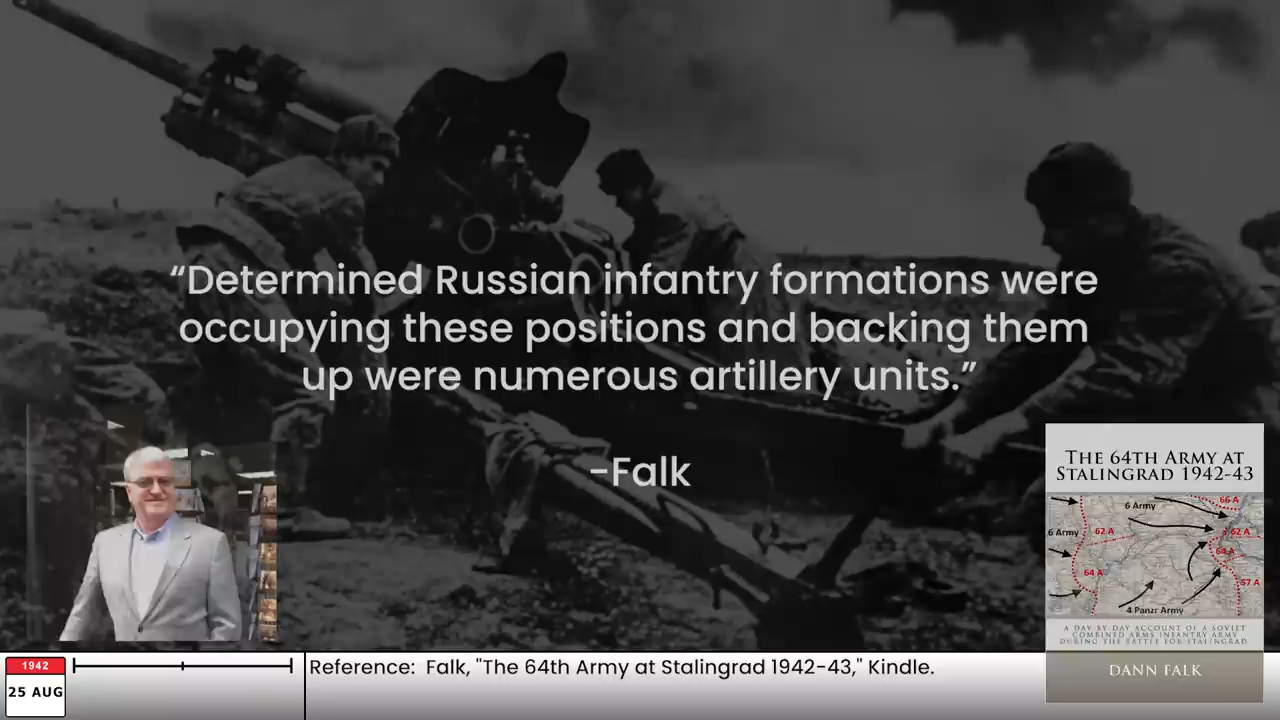 “Determined Russian infantry formations were
occupying these positions and backing them
up were numerous artillery units.”
-Falk
THE 64TH ARMY AT
STALINGRAD 1942-43
66 A
6 Army
6 Army
62 A
62 A
64 A
64 A
57 A
4 Panzr Army
A DAY BY DAY ACCOUNT OF A SOVIET
COMBINED ARMS INFANTRY ARMY
DURING THE BATTLE FOR STALINGRAD
DANN FALK
1942
25 AUG
Reference: Falk, "The 64th Army at Stalingrad 1942-43," Kindle.